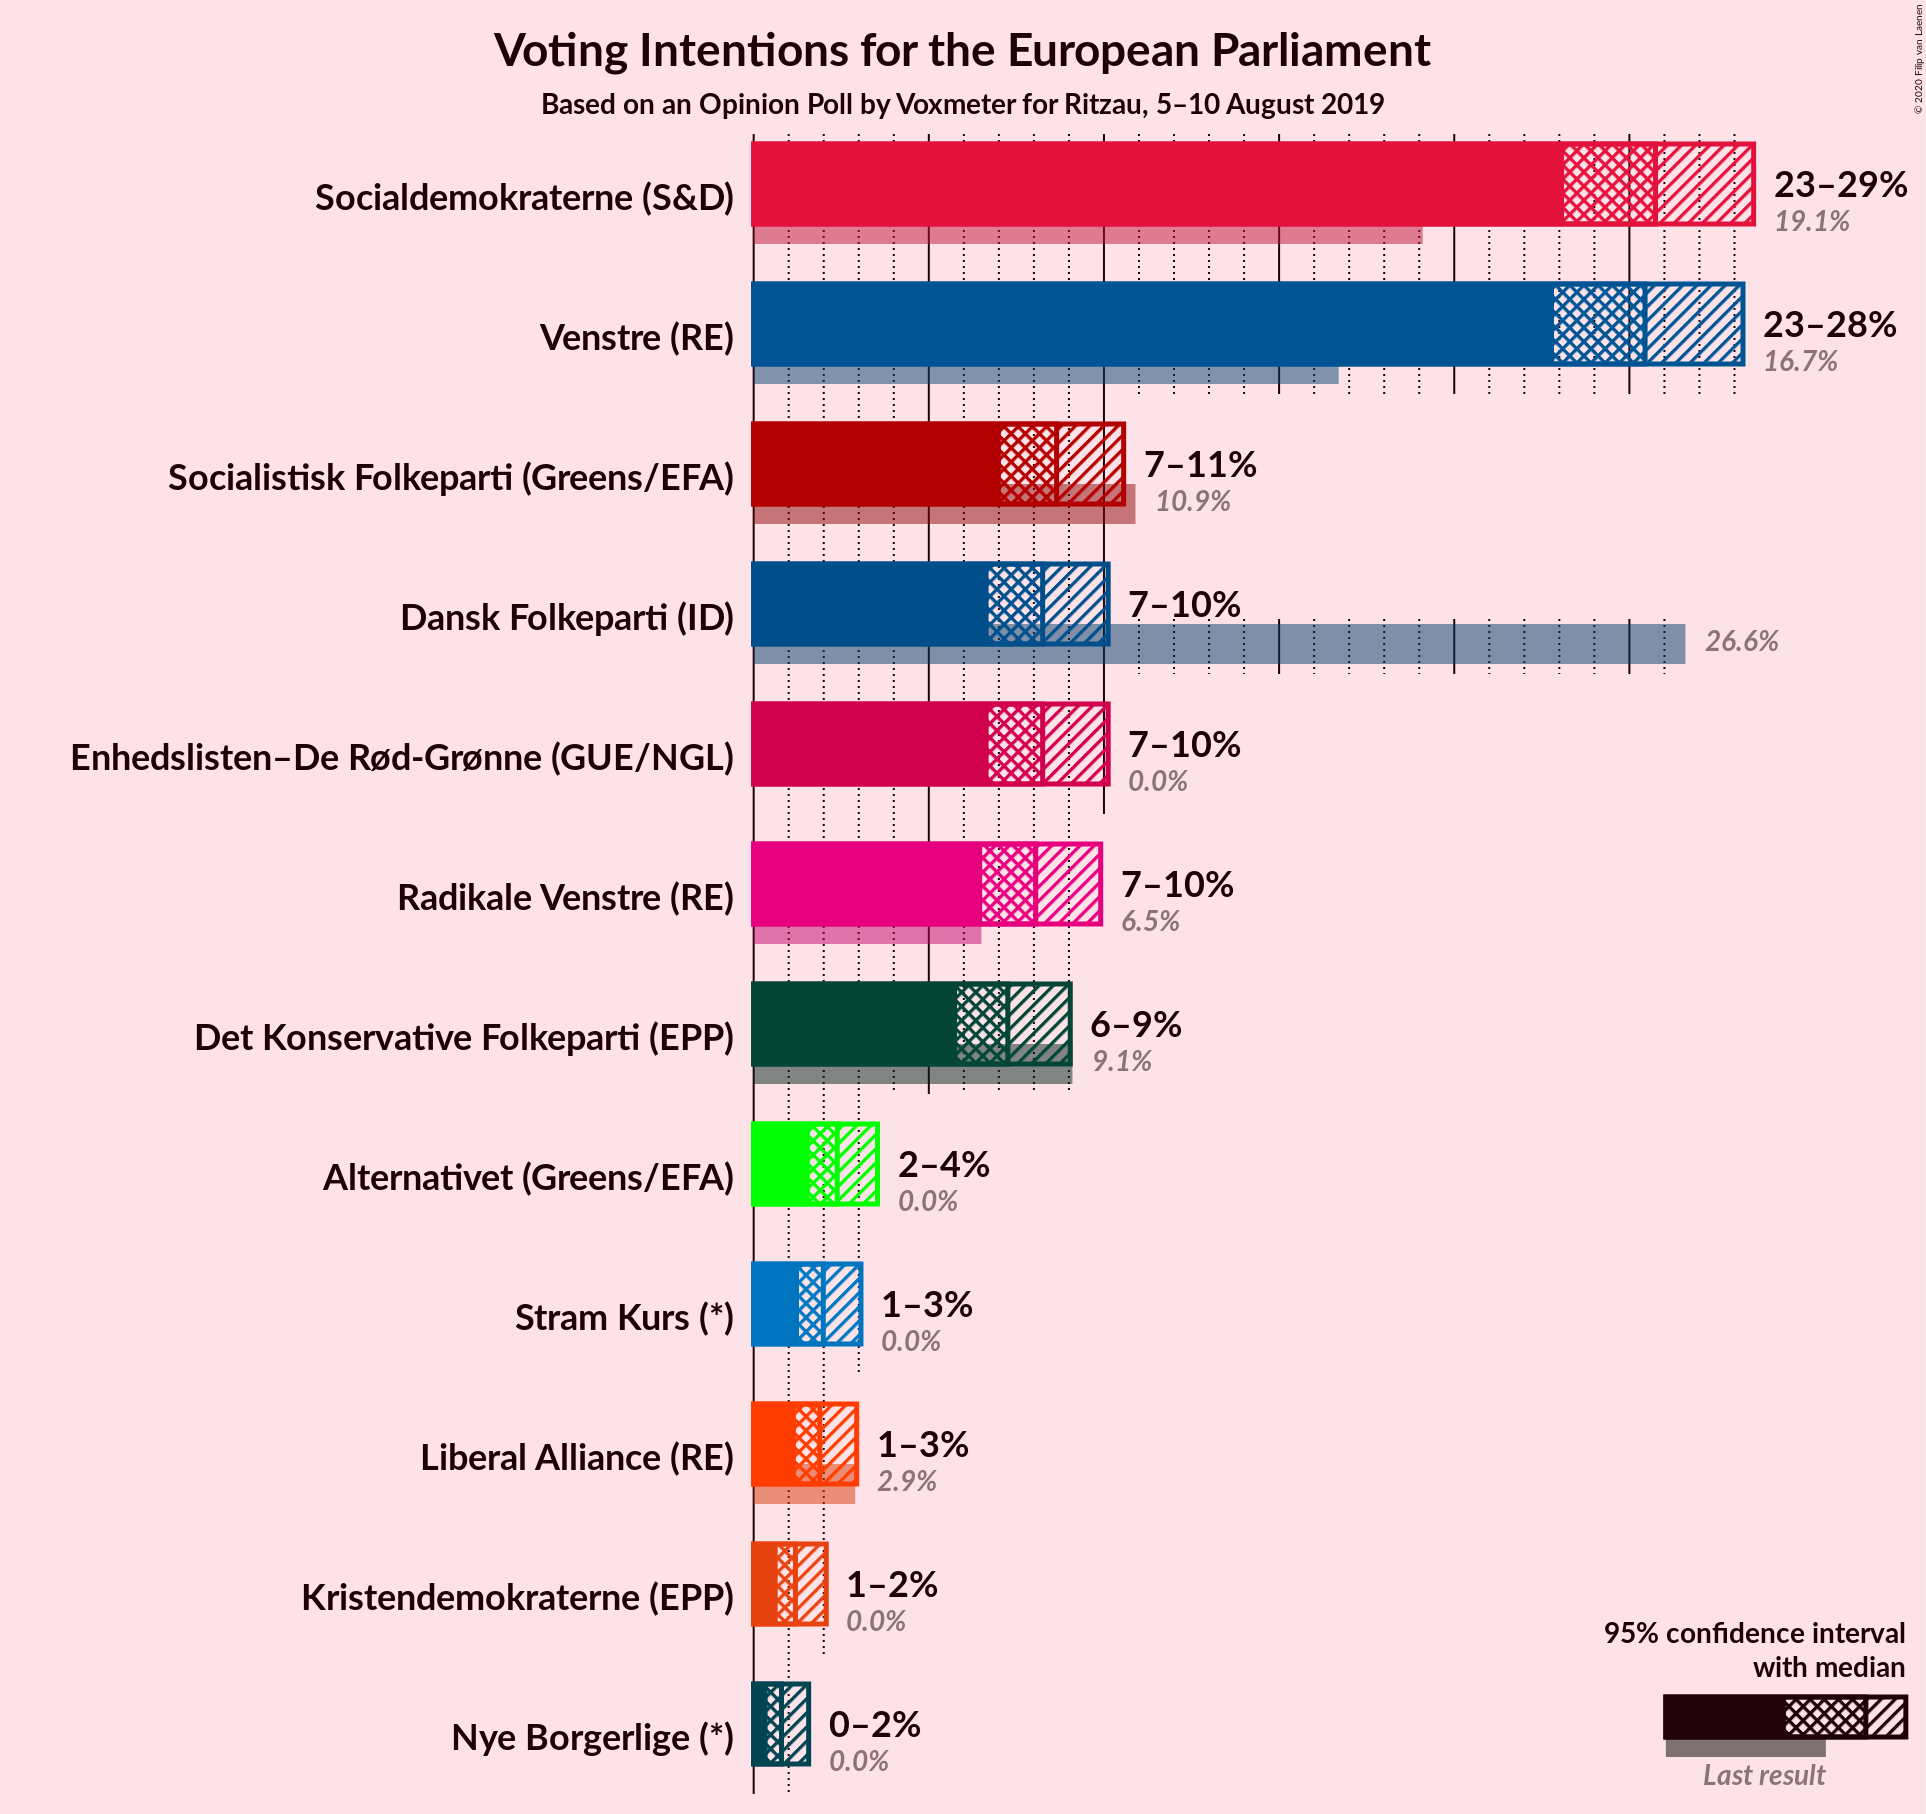 Voting Intentions for the European Parliament
Based on an Opinion Poll by Voxmeter for Ritzau, 5–10 August 2019
© 2020 Filip van Laenen
Socialdemokraterne (S&D)
23–29%
19.1%
Venstre (RE)
23–28%
16.7%
Socialistisk Folkeparti (Greens/EFA)
7–11%
10.9%
Dansk Folkeparti (ID)
7–10%
26.6%
Enhedslisten–De Rød-Grønne (GUE/NGL)
7–10%
0.0%
Radikale Venstre (RE)
7–10%
6.5%
Det Konservative Folkeparti (EPP)
6–9%
9.1%
Alternativet (Greens/EFA)
2–4%
0.0%
Stram Kurs (*)
1–3%
0.0%
Liberal Alliance (RE)
1–3%
2.9%
Kristendemokraterne (EPP)
1–2%
0.0%
Nye Borgerlige (*)
0–2%
0.0%
95% confidence interval
with median
Last result